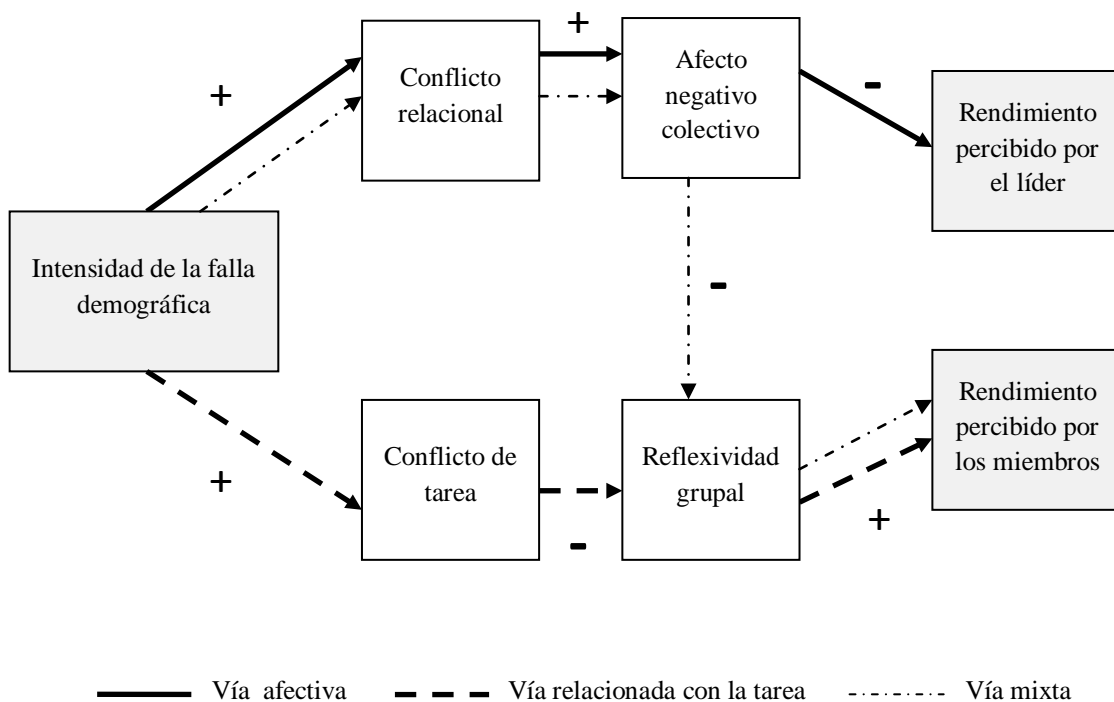 +
Conflicto
relacional
+
Afecto
negativo
colectivo
-
Rendimiento
percibido por
el líder
Intensidad de la falla
demográfica
-
+
Conflicto de
tarea
-
Reflexividad
grupal
+
Rendimiento
percibido por
los miembros
Vía afectiva
Vía relacionada con la tarea
Vía mixta